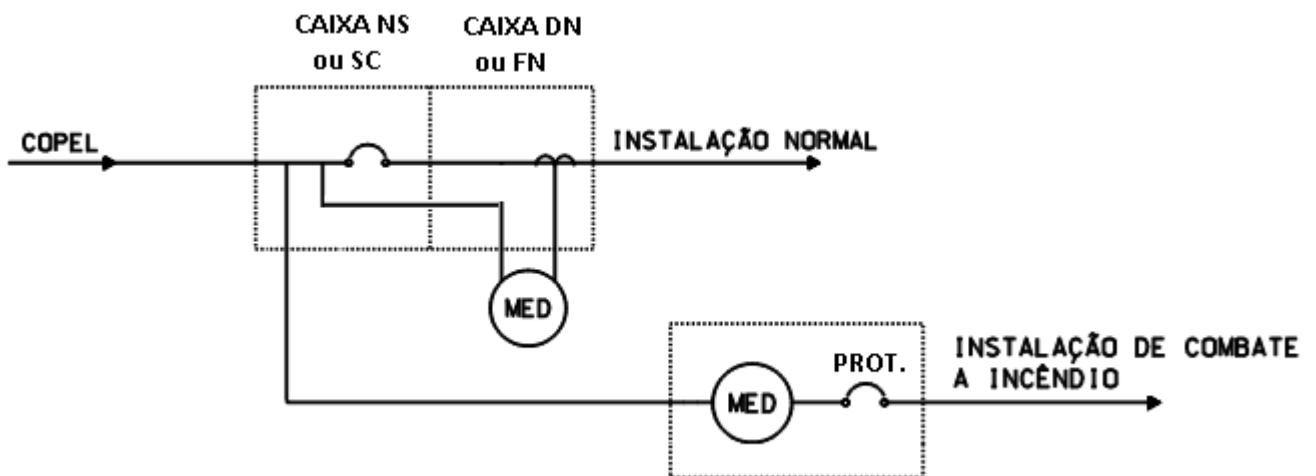 CAIXA NS
ou SC
CAIXA DN
ou FN
COPEL
INSTALAÇÃO NORMAL
MED
MED
PROT.
INSTALAÇÃO DE COMBATE
A INCÊNDIO